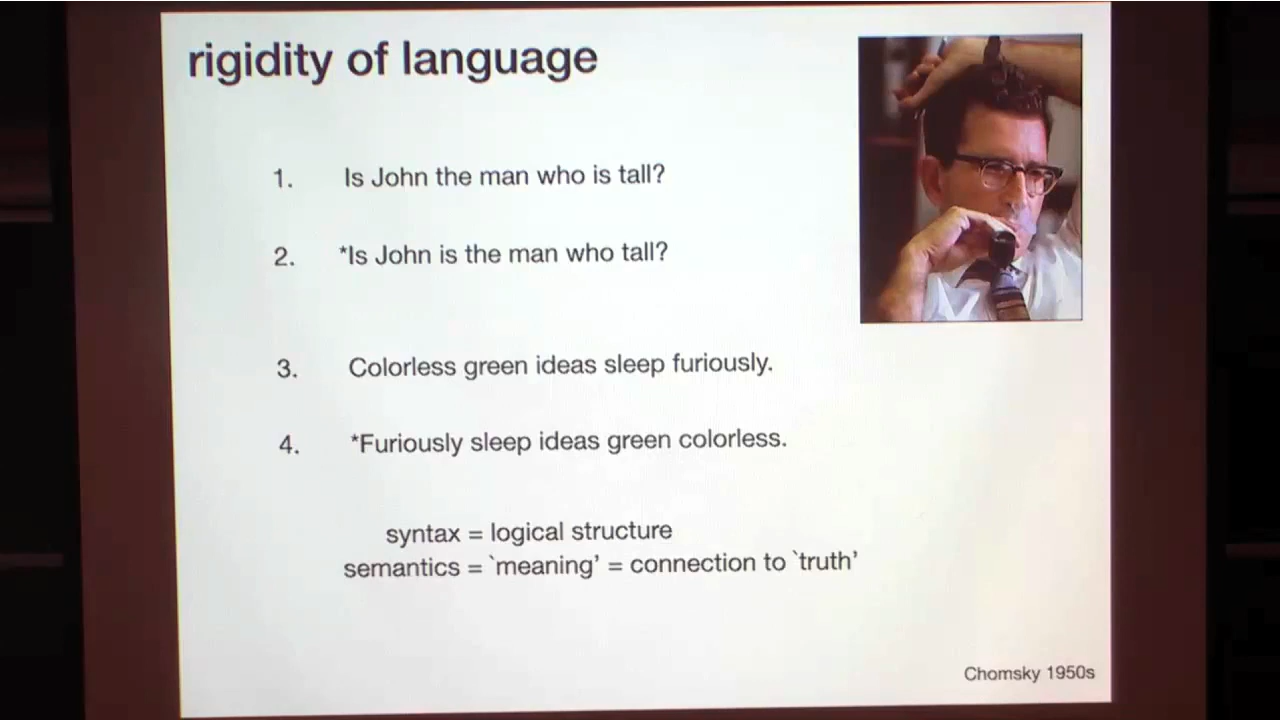 rigidity of language
1. Is John the man who is tall?
2. *Is John is the man who tall?
3. Colorless green ideas sleep furiously.
4. *Furiously sleep ideas green colorless.
syntax = logical structure
semantics = `meaning’ = connection to `truth’
Chomsky 1950s